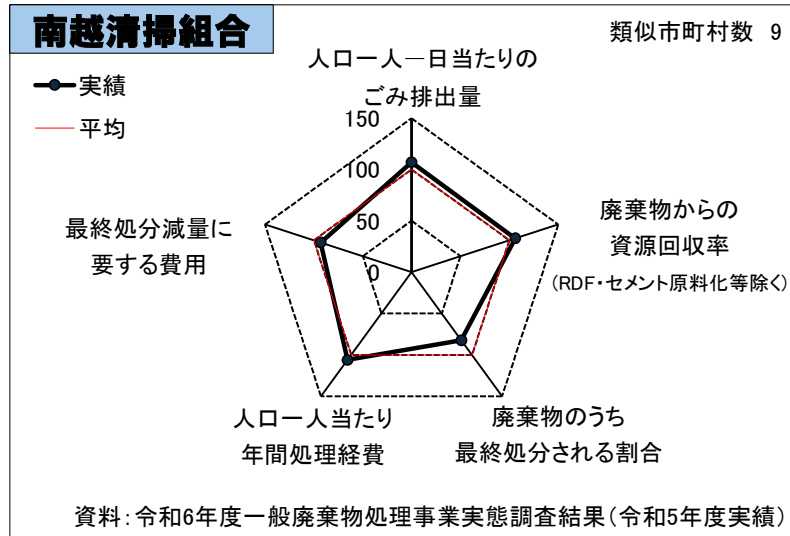 南越清掃組合
類似市町村数 9
実績
平均
人口一人一日当たりの
ごみ排出量
150
100
50
0
廃棄物からの
資源回収率
(RDF・セメント原料化等除く)
廃棄物のうち
最終処分される割合
人口一人当たり
年間処理経費
最終処分減量に
要する費用
資料:令和6年度一般廃棄物処理事業実態調査結果(令和5年度実績)